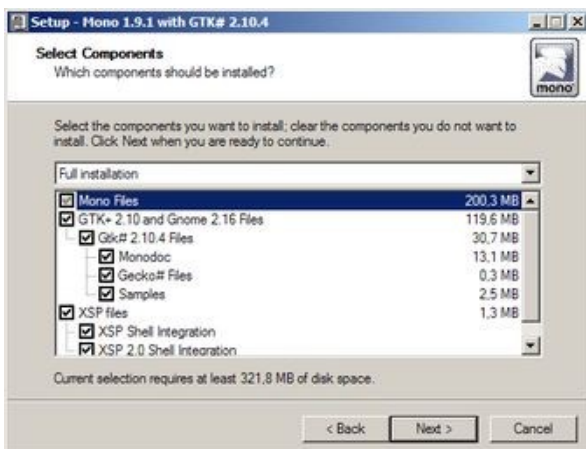 Setup - Mono 1.9.1 with GTK# 2.10.4
Select Components
Which components should be installed?
mono
Select the components you want to install; clear the components you do not want to
install. Click Next when you are ready to continue.
Full installation
Mono Files 200,3 MB
GTK+ 2.10 and Gnome 2.16 Files 119,6 MB
Gtk# 2.10.4 Files 30,7 MB
Monodoc 13,1 MB
Gecko# Files 0,3 MB
Samples 2,5 MB
XSP files 1,3 MB
XSP Shell Integration
XSP 2.0 Shell Integration
Current selection requires at least 321,8 MB of disk space.
< Back Next > Cancel